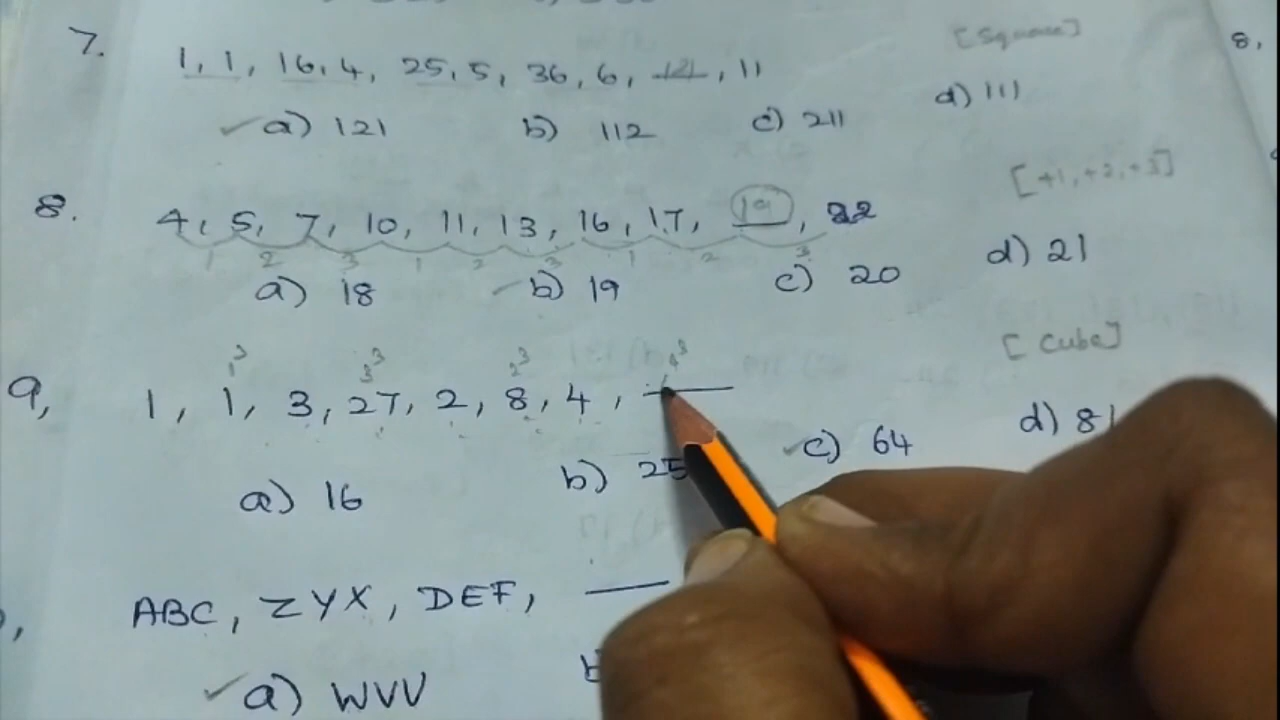 7. 1, 1, 16, 4, 25, 5, 36, 6, 121, 11 [Square]
a) 121 b) 112 c) 211 d) 111
8,
8. 4, 5, 7, 10, 11, 13, 16, 17, 19, 22 [+1, +2, +3]
1 2 3 1 2 3 1 2 3
a) 18 b) 19 c) 20 d) 21
1³ 3³ 2³ 4³ [Cube]
9, 1, 1, 3, 27, 2, 8, 4, ___
a) 16 b) 25 c) 64 d) 81
ABC, ZYX, DEF, ___
a) WVU b